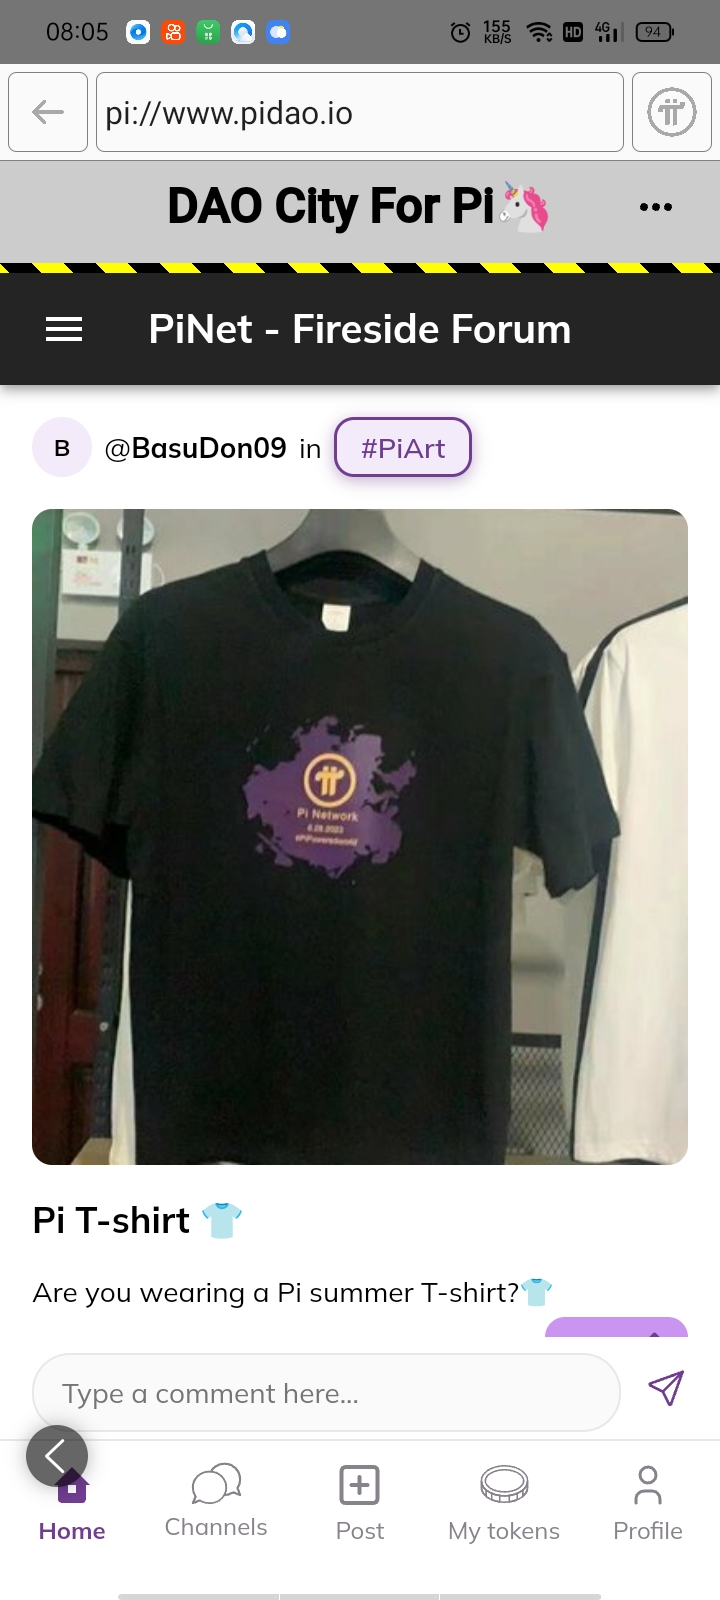 08:05
155 KB/S
HD
4G
94
pi://www.pidao.io
DAO City For Pi🦄
PiNet - Fireside Forum
B @BasuDon09 in #PiArt
Pi Network
#PiPoweredworld
Pi T-shirt 👕
Are you wearing a Pi summer T-shirt?👕
Type a comment here...
Home
Channels
Post
My tokens
Profile